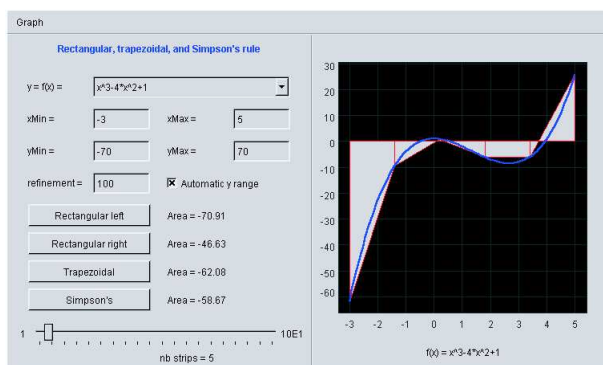 Graph
Rectangular, trapezoidal, and Simpson's rule
y = f(x) = x^3-4*x^2+1
xMin = -3 xMax = 5
yMin = -70 yMax = 70
refinement = 100 Automatic y range
Rectangular left Area = -70.91
Rectangular right Area = -46.63
Trapezoidal Area = -62.08
Simpson's Area = -58.67
1 10E1
nb strips = 5
30
20
10
0
-10
-20
-30
-40
-50
-60
-3 -2 -1 0 1 2 3 4 5
f(x) = x^3-4*x^2+1